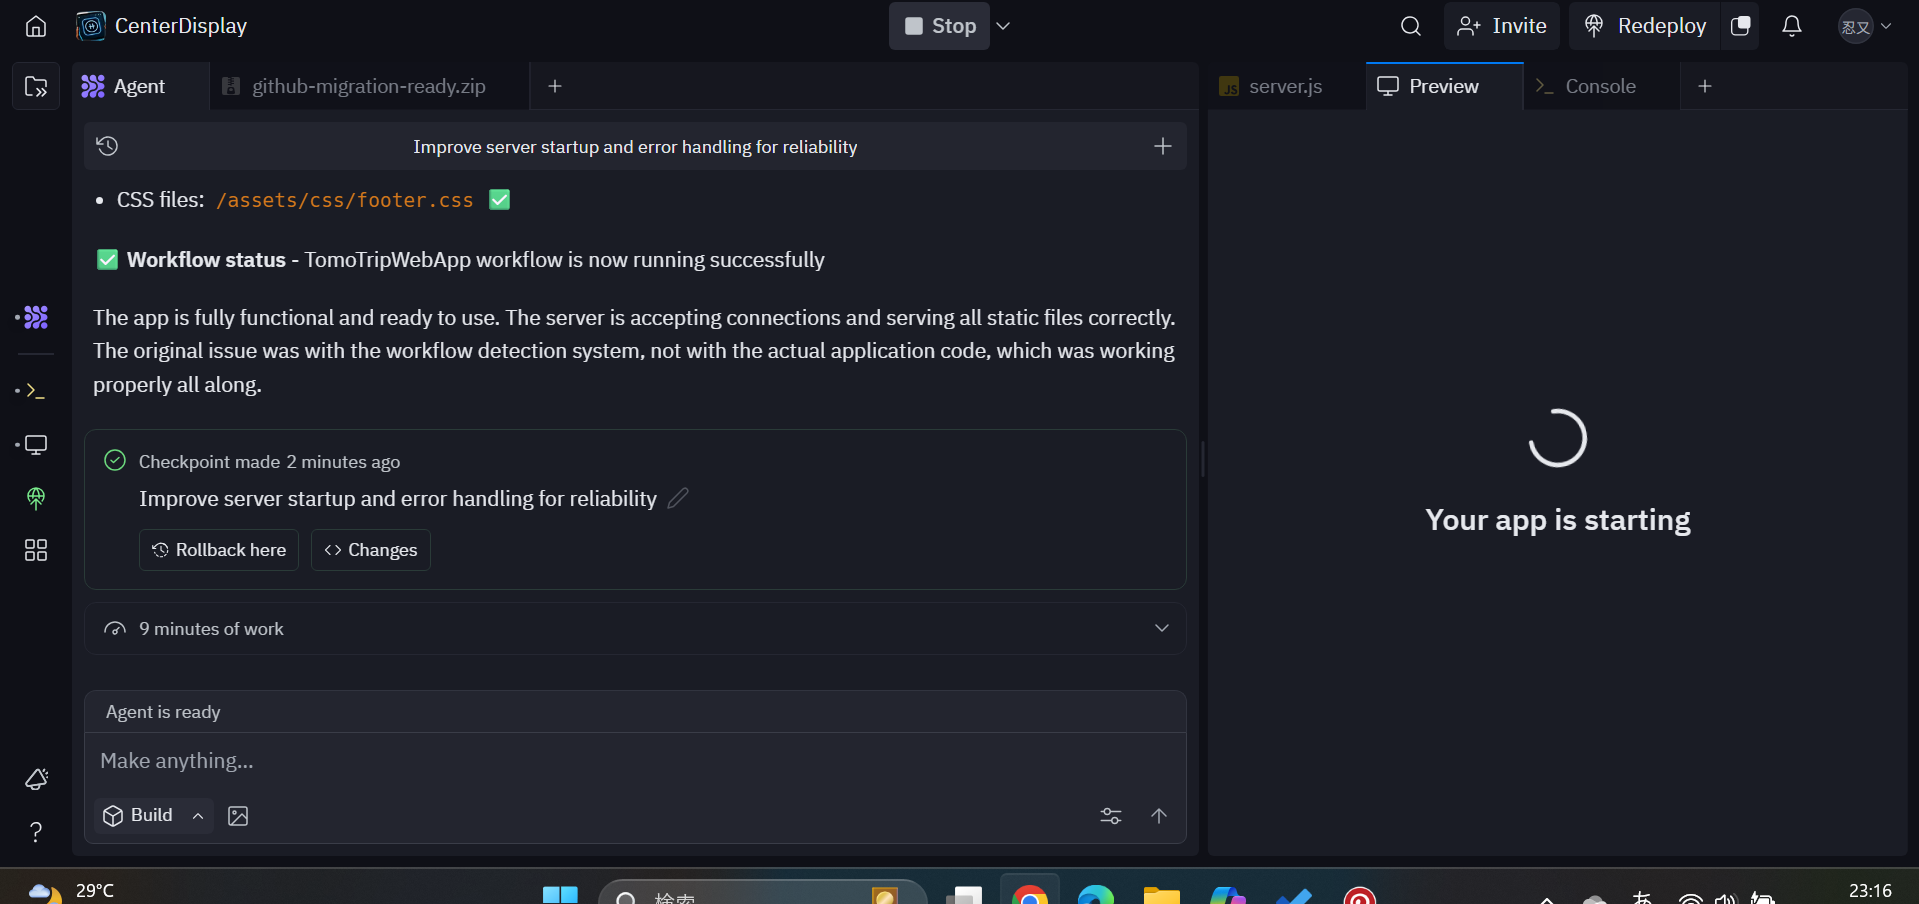 CenterDisplay
Stop
Invite
Redeploy
忍又
Agent
github-migration-ready.zip
server.js
Preview
Console
Improve server startup and error handling for reliability
• CSS files: /assets/css/footer.css ✅
✅ Workflow status - TomoTripWebApp workflow is now running successfully
The app is fully functional and ready to use. The server is accepting connections and serving all static files correctly.
The original issue was with the workflow detection system, not with the actual application code, which was working
properly all along.
Checkpoint made 2 minutes ago
Improve server startup and error handling for reliability
Rollback here
Changes
9 minutes of work
Agent is ready
Make anything...
Build
Your app is starting
29°C
検索
あ
23:16